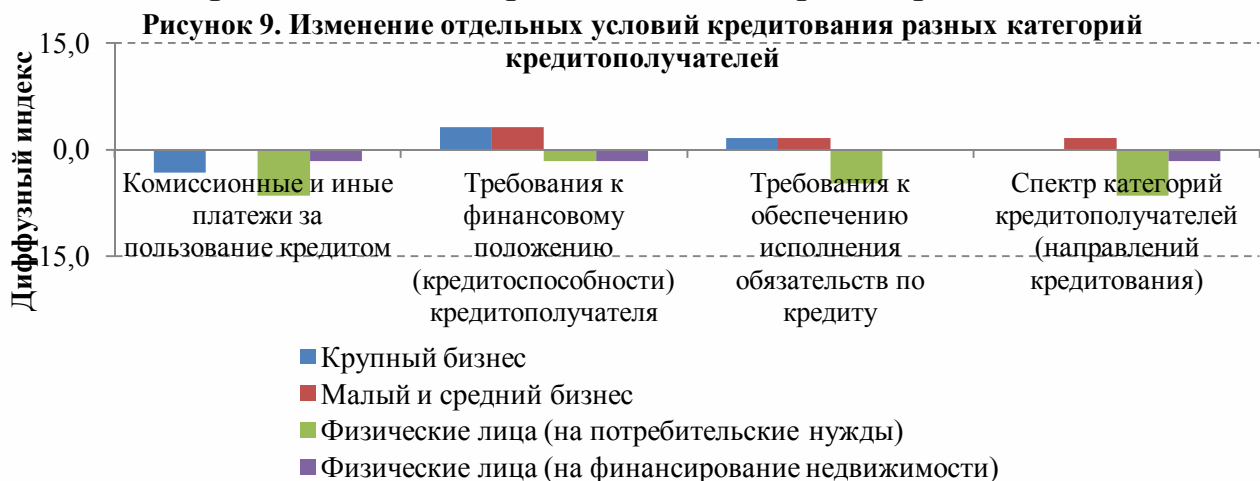 Рисунок 9. Изменение отдельных условий кредитования разных категорий
кредитополучателей
15,0
0,0
15,0
Диффузный индекс
Комиссионные и иные
платежи за
пользование кредитом
Требования к
финансовому
положению
(кредитоспособности)
кредитополучателя
Требования к
обеспечению
исполнения
обязательств по
кредиту
Спектр категорий
кредитополучателей
(направлений
кредитования)
Крупный бизнес
Малый и средний бизнес
Физические лица (на потребительские нужды)
Физические лица (на финансирование недвижимости)